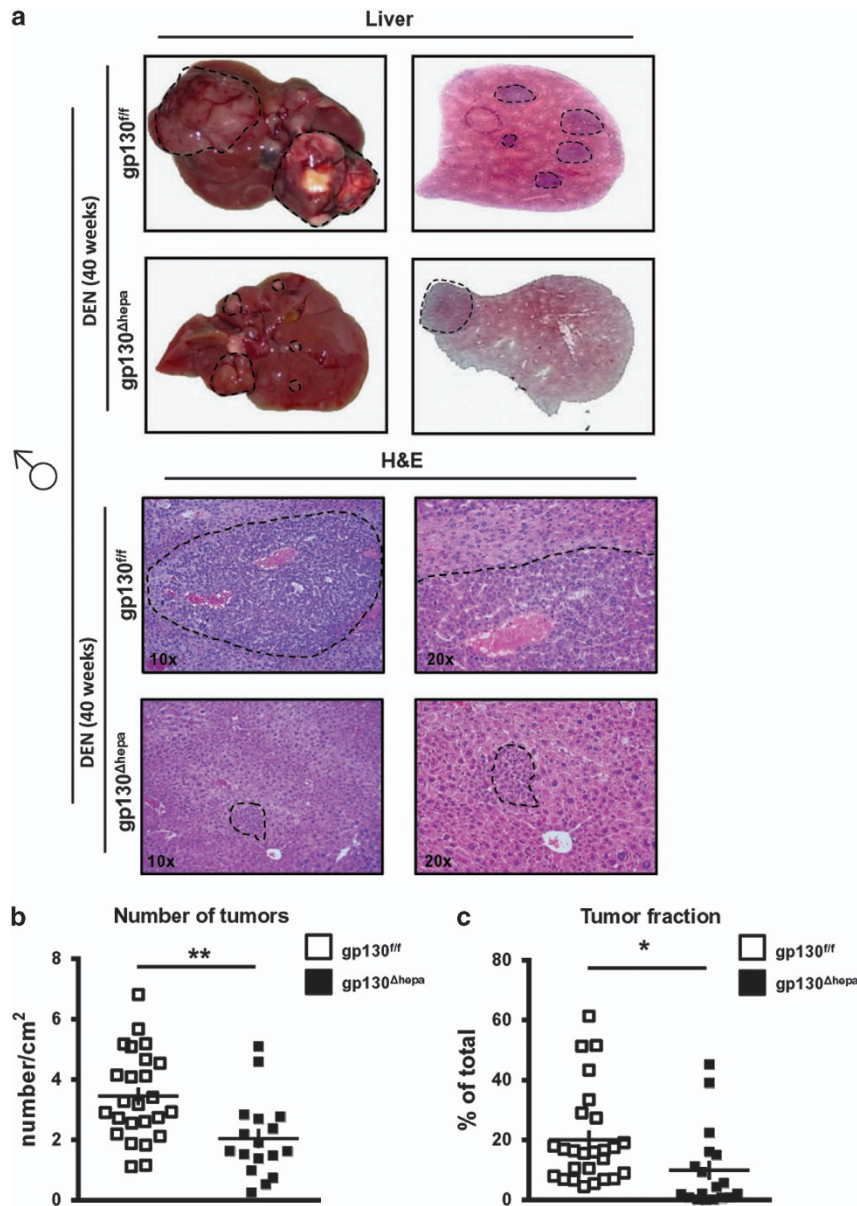 a
Liver
DEN (40 weeks)
gp130f/f
gp130Δhepa
H&E
DEN (40 weeks)
gp130f/f
10x
20x
gp130Δhepa
10x
20x
b
Number of tumors
**
gp130f/f
gp130Δhepa
number/cm2
8
6
4
2
0
c
Tumor fraction
*
gp130f/f
gp130Δhepa
% of total
80
60
40
20
0